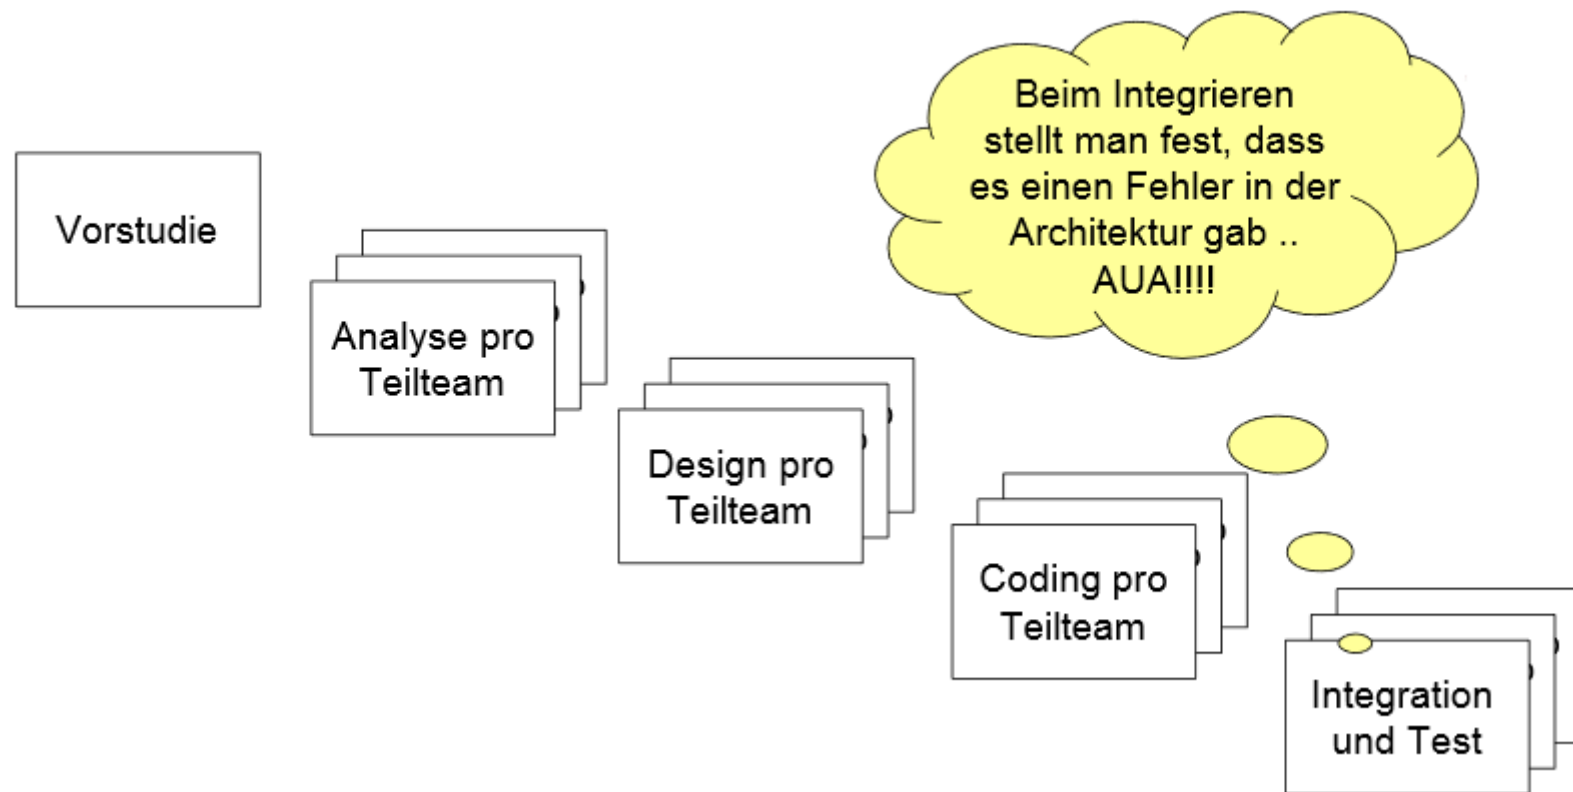 Beim Integrieren
stellt man fest, dass
es einen Fehler in der
Architektur gab ..
AUA!!!!
Vorstudie
Analyse pro
Teilteam
Design pro
Teilteam
Coding pro
Teilteam
Integration
und Test